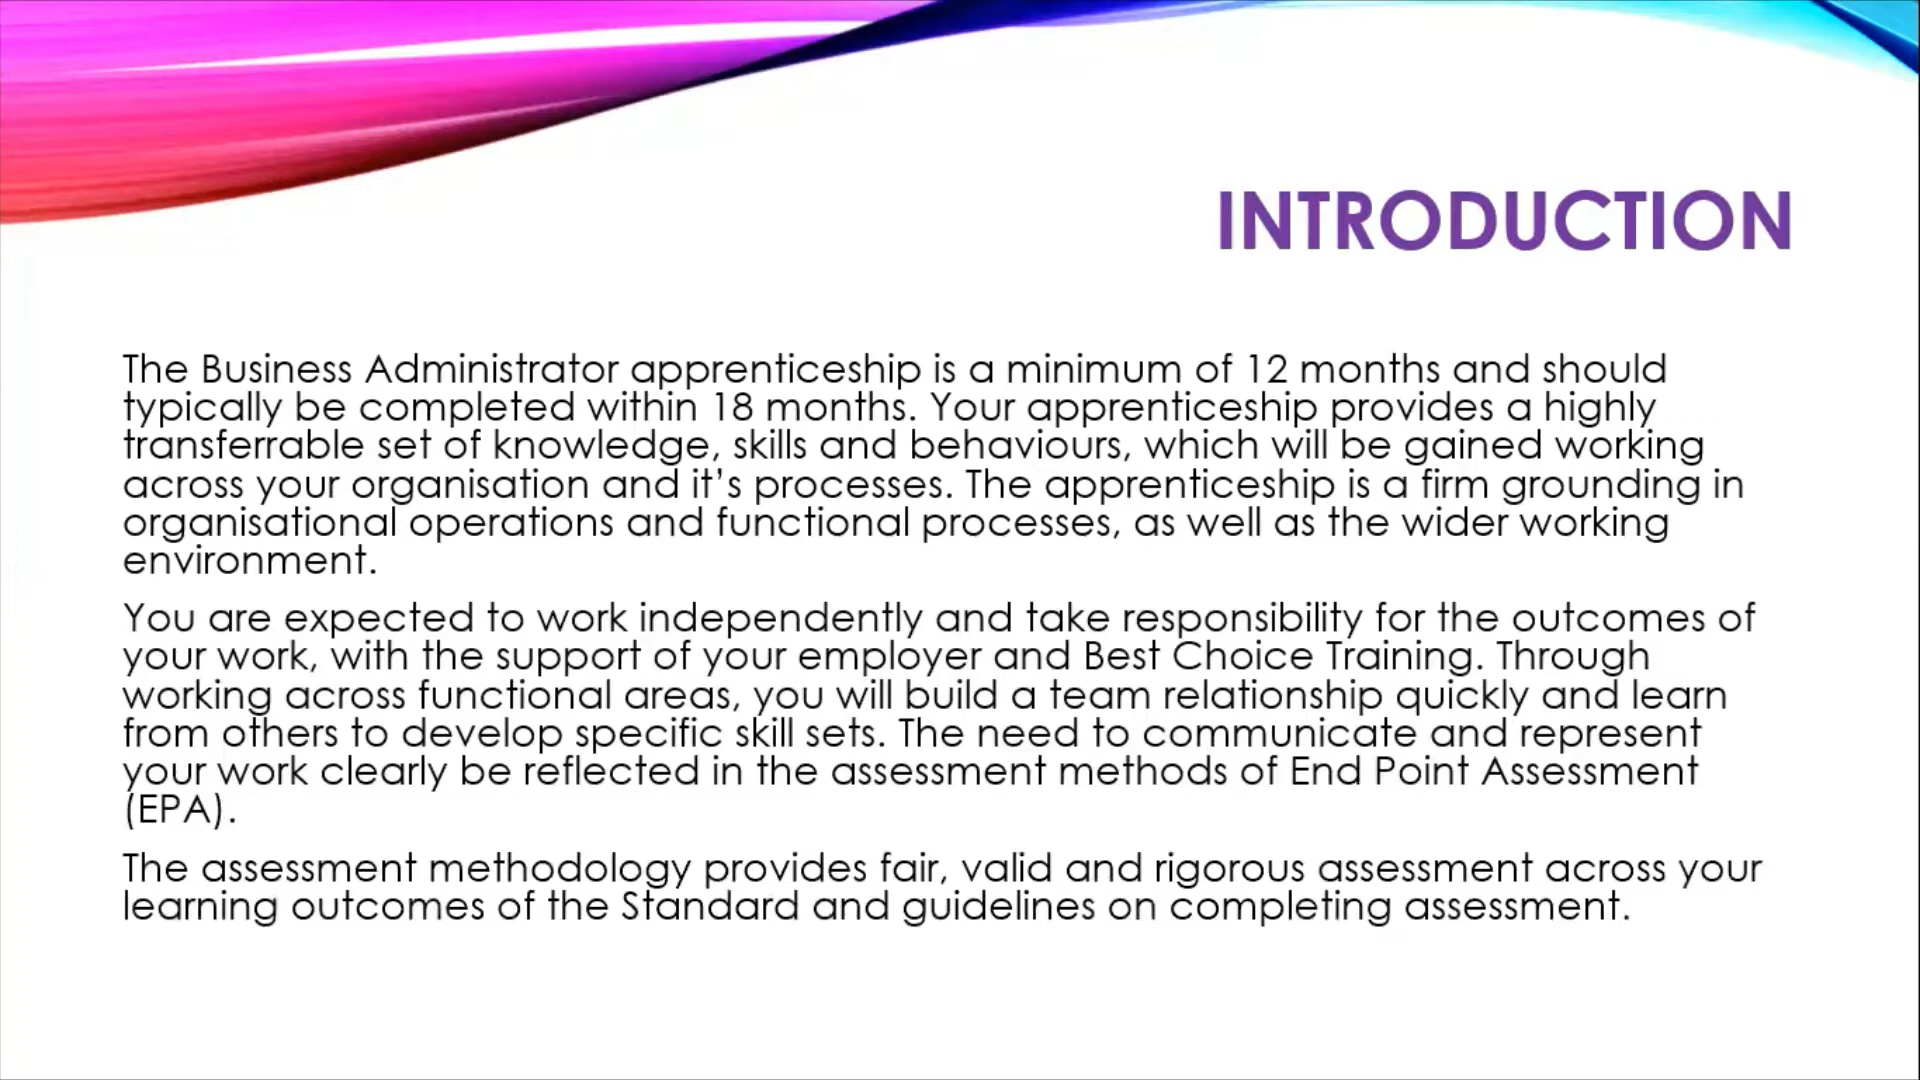 INTRODUCTION
The Business Administrator apprenticeship is a minimum of 12 months and should
typically be completed within 18 months. Your apprenticeship provides a highly
transferrable set of knowledge, skills and behaviours, which will be gained working
across your organisation and it’s processes. The apprenticeship is a firm grounding in
organisational operations and functional processes, as well as the wider working
environment.
You are expected to work independently and take responsibility for the outcomes of
your work, with the support of your employer and Best Choice Training. Through
working across functional areas, you will build a team relationship quickly and learn
from others to develop specific skill sets. The need to communicate and represent
your work clearly be reflected in the assessment methods of End Point Assessment
(EPA).
The assessment methodology provides fair, valid and rigorous assessment across your
learning outcomes of the Standard and guidelines on completing assessment.